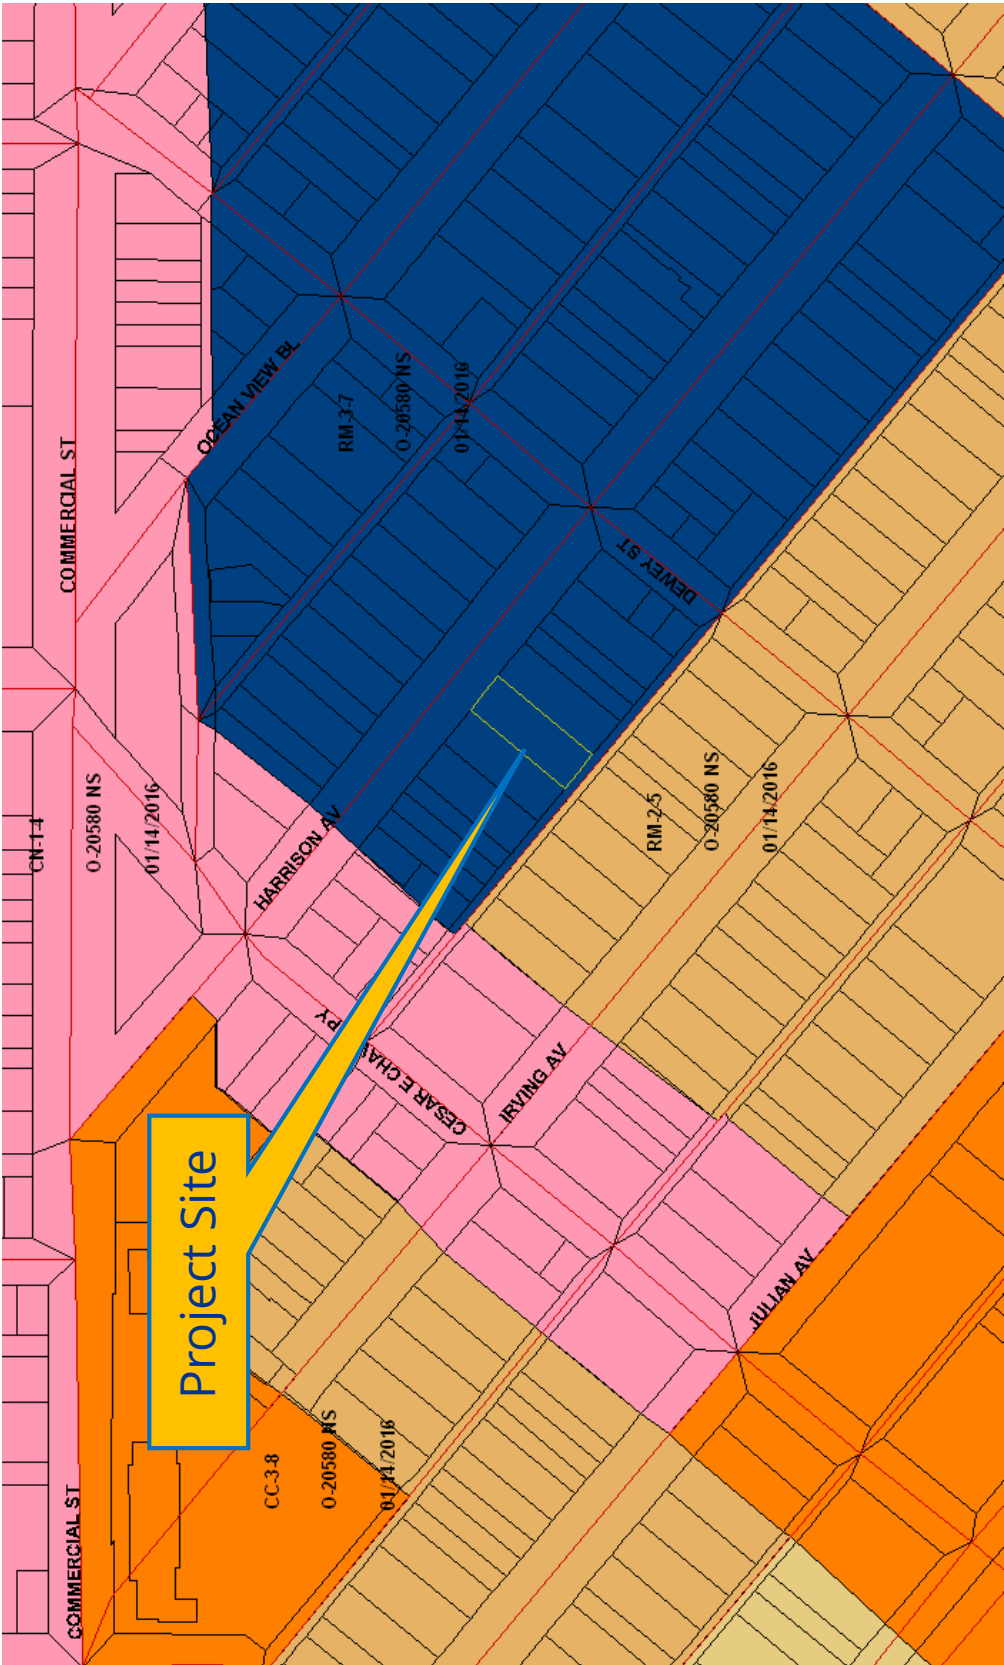 COMMERCIAL ST
OCEAN VIEW BL
RM-3-7
O-20580 NS
01/14/2016
DEWEY ST
CN-1-4
O-20580 NS
01/14/2016
HARRISON AV
RM-2-5
O-20580 NS
01/14/2016
CESAR E CHA
PY
IRVING AV
Project Site
JULIAN AV
CC-3-8
O-20580 NS
01/14/2016
COMMERCIAL ST